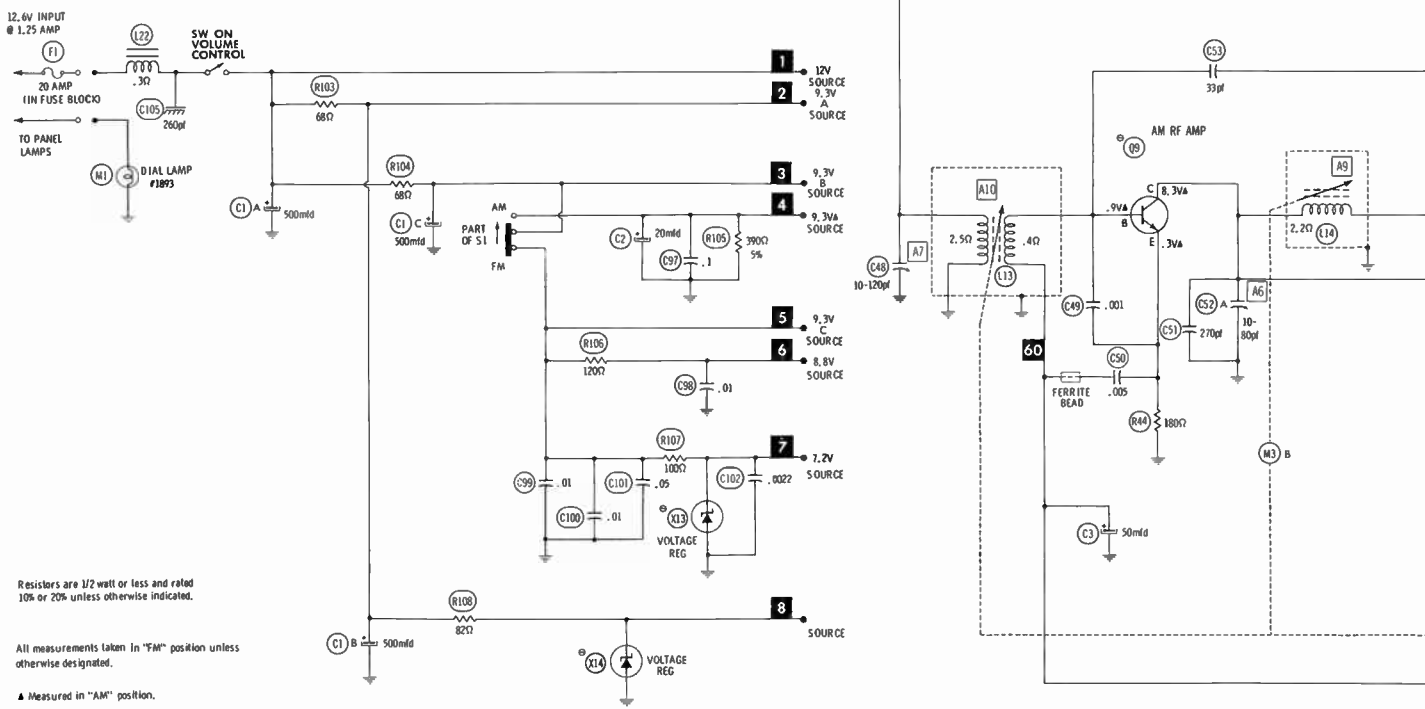 12.6V INPUT
@ 1.25 AMP
F1
20 AMP
(IN FUSE BLOCK)
L22
.3Ω
C105
260pf
SW ON
VOLUME
CONTROL
TO PANEL
LAMPS
M1
DIAL LAMP
#1893
R103
68Ω
1
12V
SOURCE
2
9.3V
A
SOURCE
R104
68Ω
C1 A
500mfd
C1 C
500mfd
3
9.3V
B
SOURCE
4
9.3V▲
SOURCE
AM
PART
OF S1
FM
C2
20mfd
C97
.1
R105
390Ω
5%
5
9.3V
C
SOURCE
6
8.8V
SOURCE
R106
120Ω
C98
.01
7
7.2V
SOURCE
R107
100Ω
C99
.01
C100
.01
C101
.05
C102
.0022
X13
VOLTAGE
REG
8
SOURCE
R108
82Ω
C1 B
500mfd
X14
VOLTAGE
REG
Resistors are 1/2 watt or less and rated
10% or 20% unless otherwise indicated.
All measurements taken in "FM" position unless
otherwise designated.
▲ Measured in "AM" position.
C53
33pf
AM RF AMP
Q9
C
8.3V▲
.9V▲
B
E
.3V▲
A10
2.5Ω
.4Ω
L13
C48
A7
10-120pf
A9
2.2Ω
L14
C49
.001
C51
270pf
C52 A
A6
10-
80pf
60
C50
.005
FERRITE
BEAD
R44
180Ω
M3 B
C3
50mfd